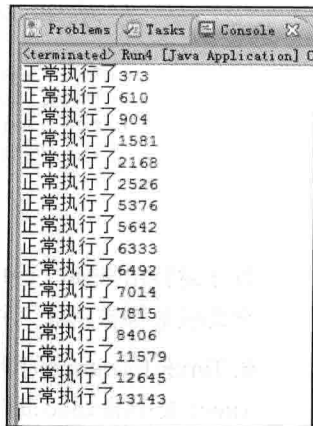 Problems Tasks Console
<terminated> Run4 [Java Application] C
正常执行了373
正常执行了610
正常执行了904
正常执行了1581
正常执行了2168
正常执行了2526
正常执行了5376
正常执行了5642
正常执行了6333
正常执行了6492
正常执行了7014
正常执行了7815
正常执行了8406
正常执行了11579
正常执行了12645
正常执行了13143